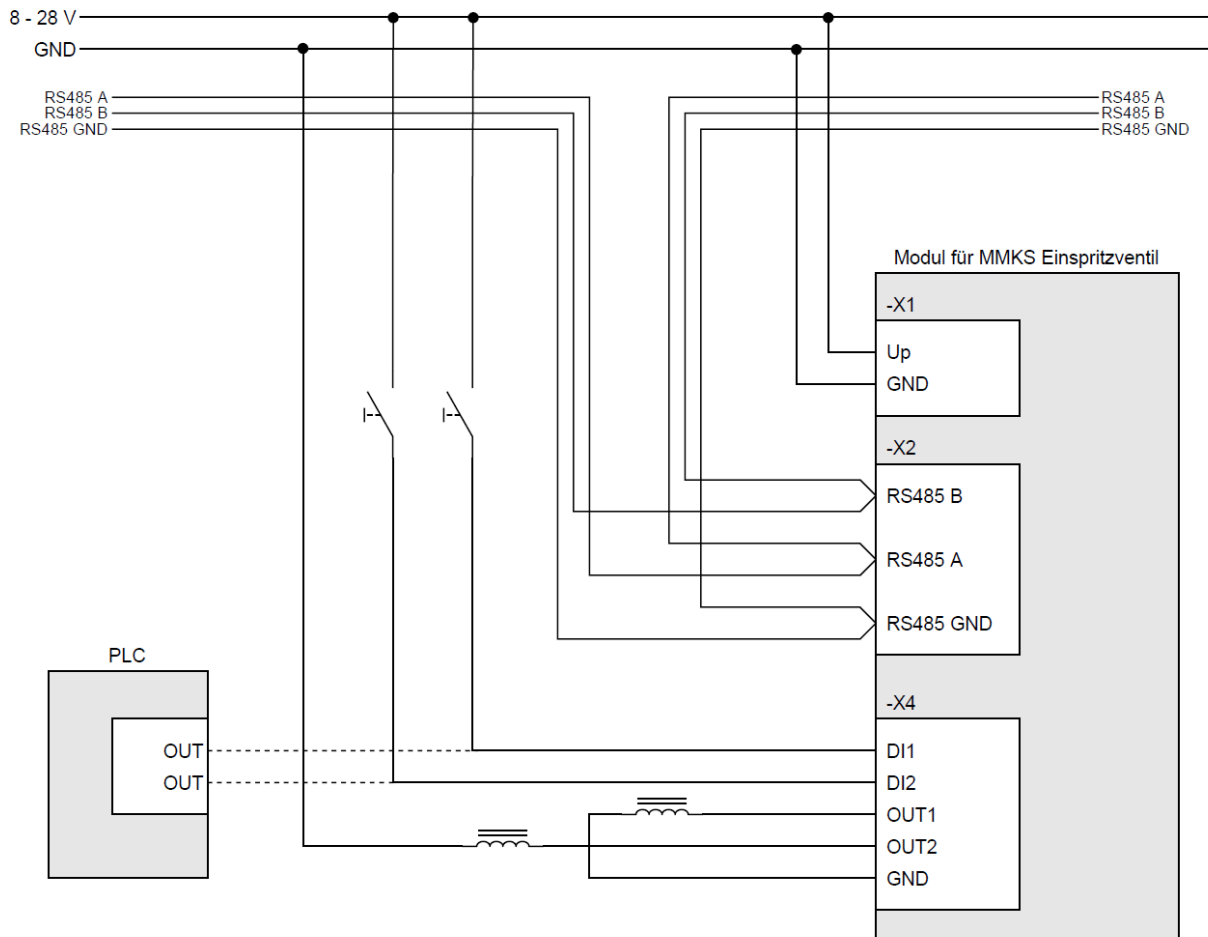 8 - 28 V
GND
RS485 A
RS485 B
RS485 GND
RS485 A
RS485 B
RS485 GND
Modul für MMKS Einspritzventil
-X1
Up
GND
-X2
RS485 B
RS485 A
RS485 GND
PLC
OUT
OUT
-X4
DI1
DI2
OUT1
OUT2
GND